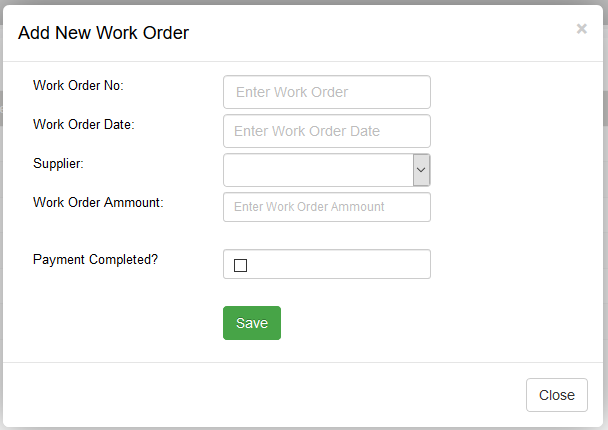 Add New Work Order ×
Work Order No: Enter Work Order
Work Order Date: Enter Work Order Date
Supplier:
Work Order Ammount: Enter Work Order Ammount
Payment Completed?
Save
Close